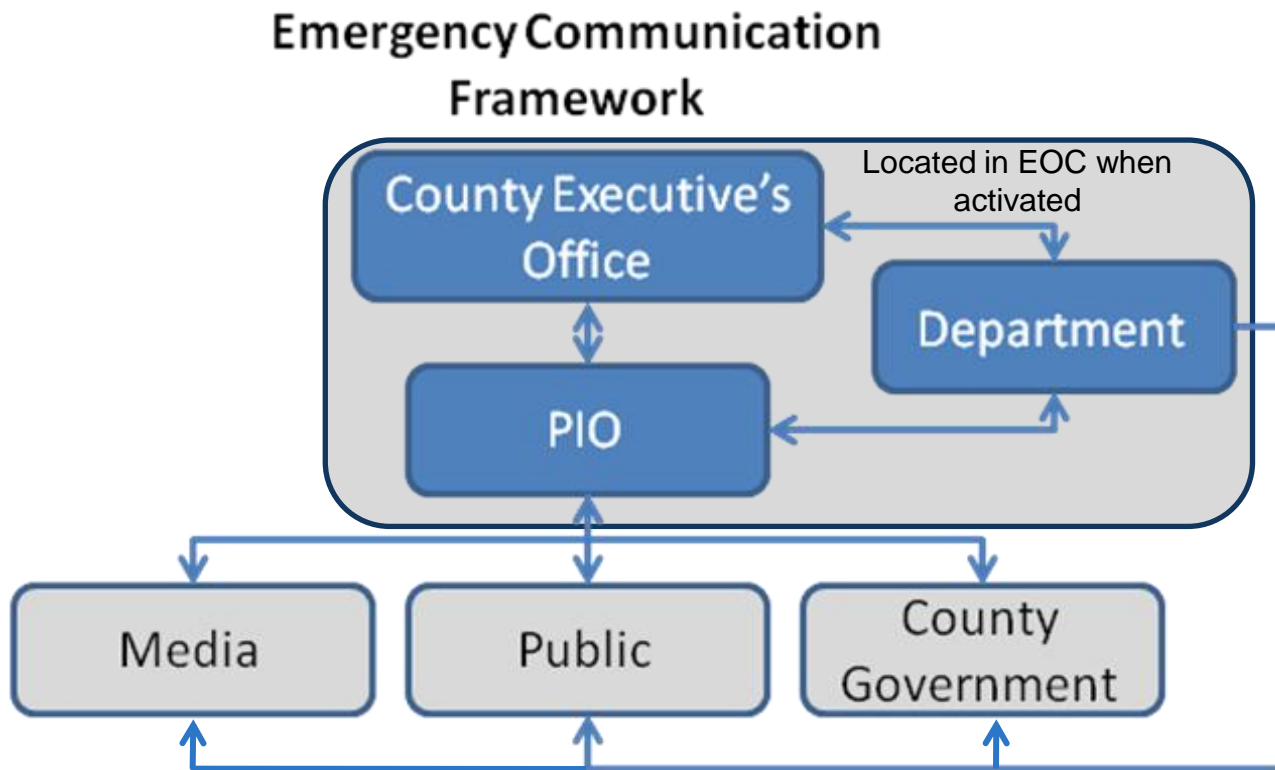 Emergency Communication
Framework
County Executive's
Office
Located in EOC when
activated
Department
PIO
Media
Public
County
Government